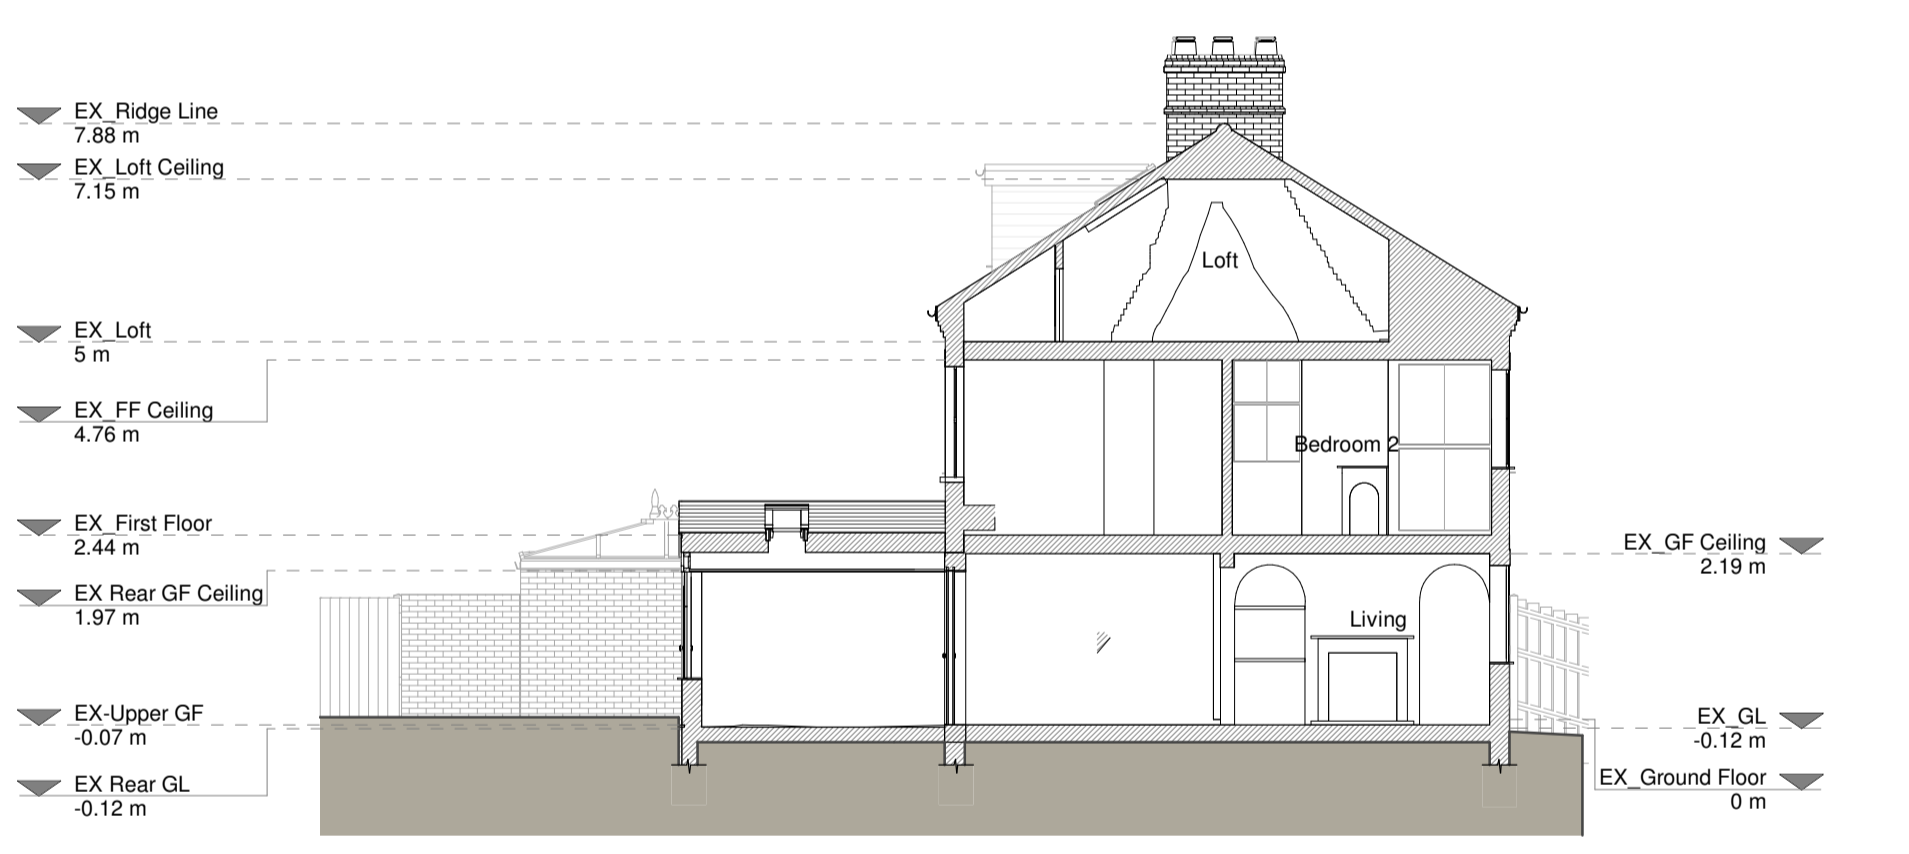 EX_Ridge Line
7.88 m
EX_Loft Ceiling
7.15 m
Loft
EX_Loft
5 m
EX_FF Ceiling
4.76 m
Bedroom 2
EX_First Floor
2.44 m
EX_GF Ceiling
2.19 m
EX Rear GF Ceiling
1.97 m
Living
EX-Upper GF
-0.07 m
EX_GL
-0.12 m
EX Rear GL
-0.12 m
EX_Ground Floor
0 m